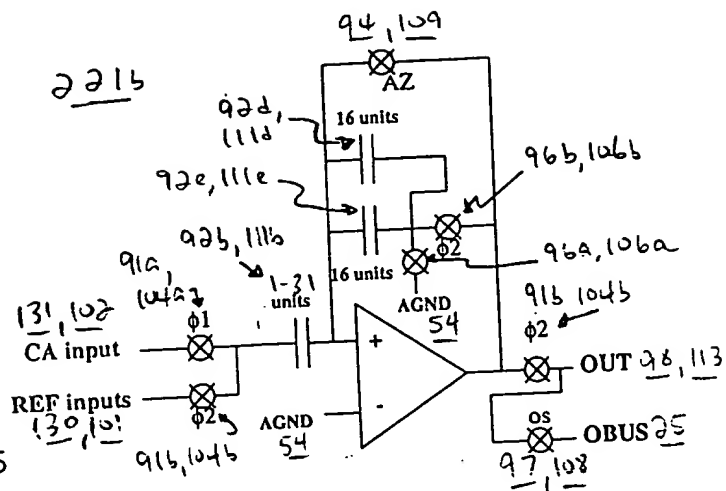 94, 109
AZ
221b
92d,
111d
16 units
92e, 111e
96b, 106b
φ2
92b, 111b
16 units
96a, 106a
91a,
104a
φ1
1-31
units
AGND
54
91b 104b
φ2
131, 102
CA input
+
OUT 98, 113
REF inputs
130, 101
φ2
AGND
54
-
os
OBUS 25
91b, 104b
97, 108